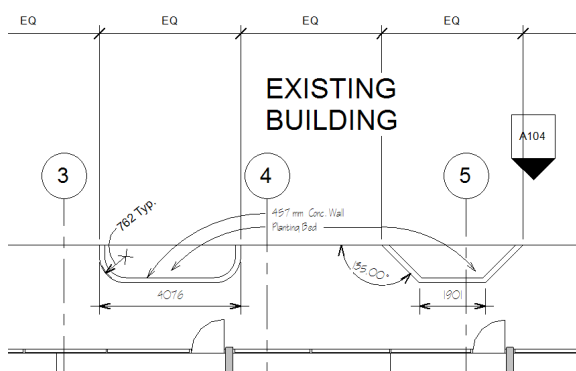 EQ EQ EQ EQ
EXISTING
BUILDING
A104
3 4 5
762 Typ.
457 mm Conc. Wall
Planting Bed
135.00°
4076
1901